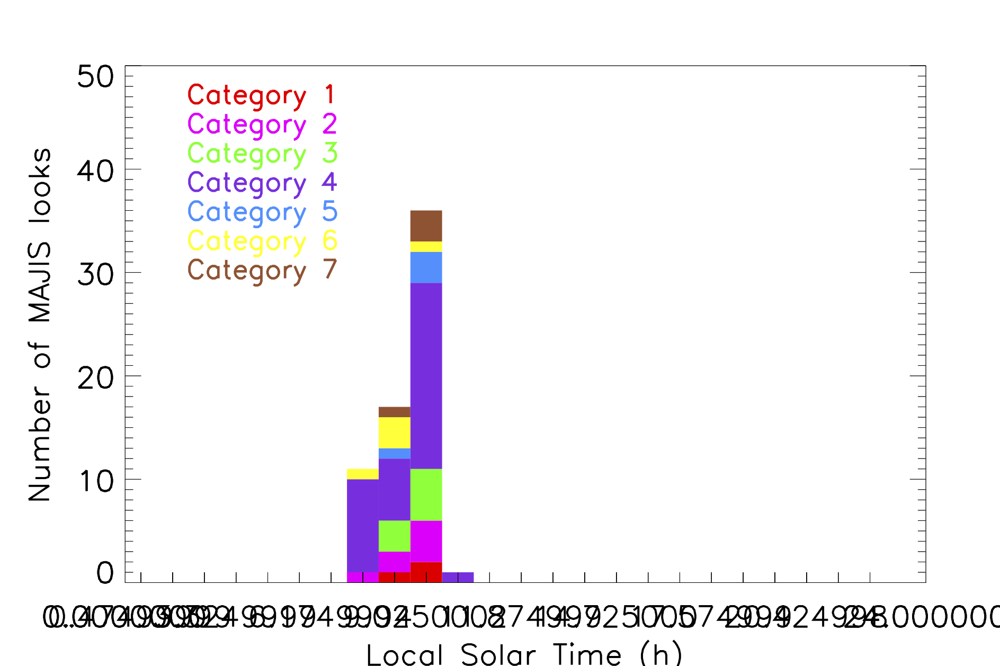 50
Category 1
Category 2
Category 3
Category 4
Category 5
Category 6
Category 7
40
30
20
10
0
Number of MAJIS looks
Local Solar Time (h)